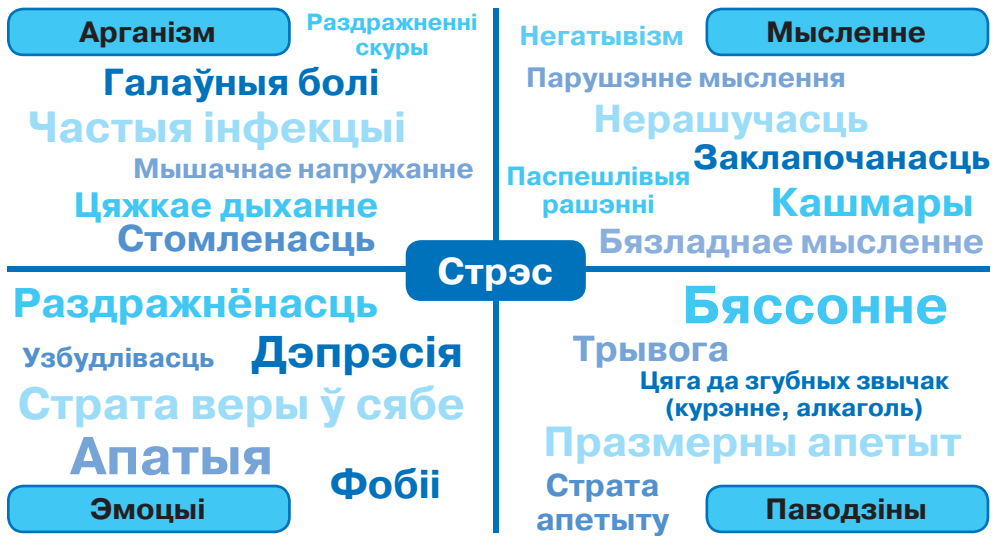 Арганізм
Раздражненні
скуры
Галаўныя болі
Частыя інфекцыі
Мышачнае напружанне
Цяжкае дыханне
Стомленасць
Мысленне
Негатывізм
Парушэнне мыслення
Нерашучасць
Заклапочанасць
Паспешлівыя
рашэнні
Кашмары
Бязладнае мысленне
Стрэс
Раздражнёнасць
Узбудлівасць
Дэпрэсія
Страта веры ў сябе
Апатыя
Фобіі
Эмоцыі
Бяссонне
Трывога
Цяга да згубных звычак
(курэнне, алкаголь)
Празмерны апетыт
Страта
апетыту
Паводзіны